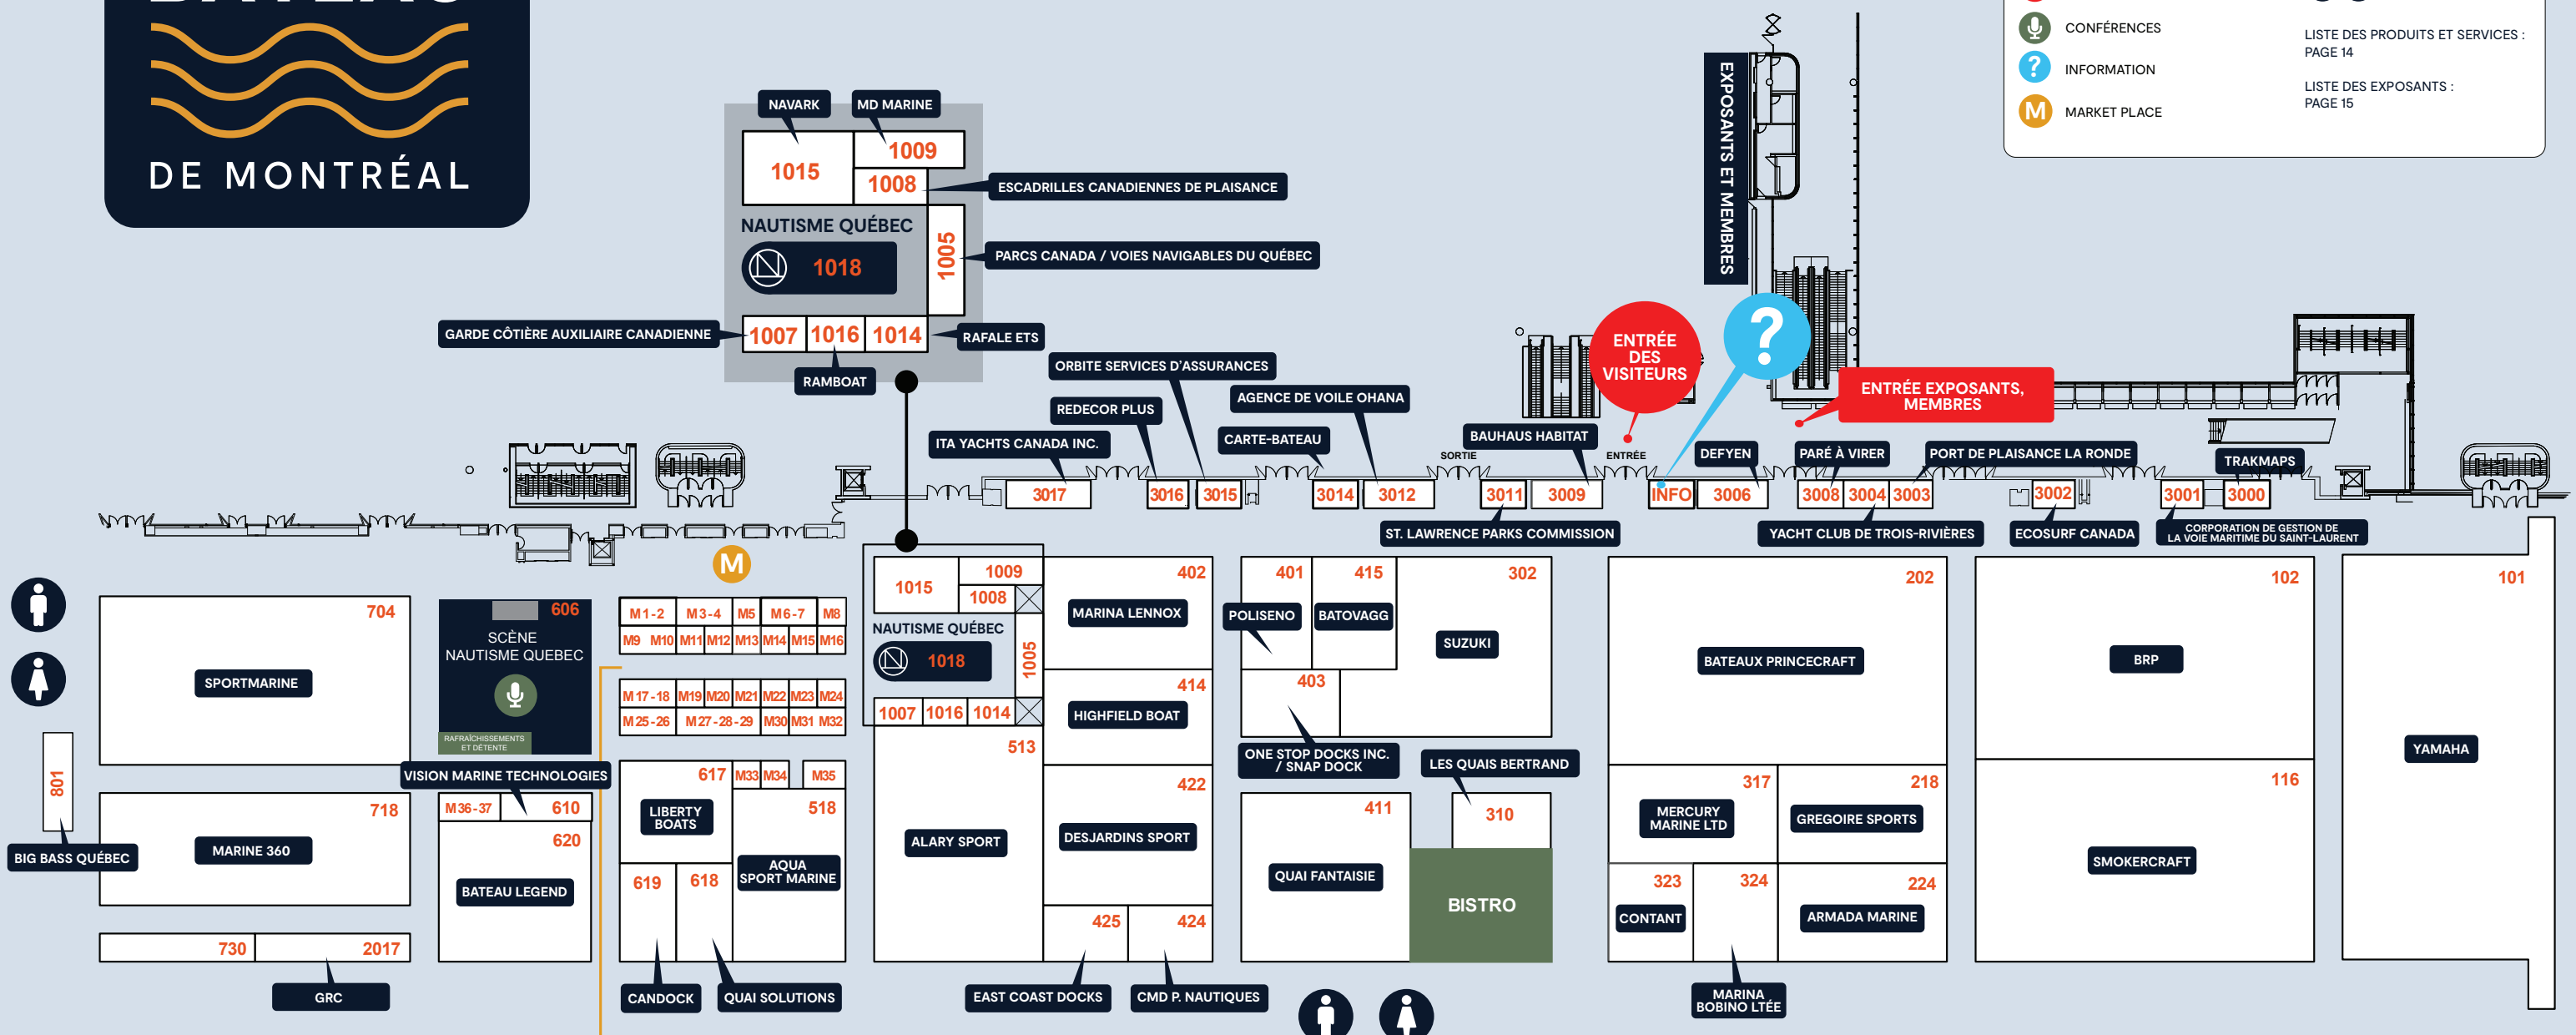 DE MONTRÉAL
CONFÉRENCES
?
INFORMATION
M
MARKET PLACE
LISTE DES PRODUITS ET SERVICES :
PAGE 14
LISTE DES EXPOSANTS :
PAGE 15
EXPOSANTS ET MEMBRES
NAVARK
MD MARINE
1015
1009
1008
ESCADRILLES CANADIENNES DE PLAISANCE
NAUTISME QUÉBEC
1018
1005
PARCS CANADA / VOIES NAVIGABLES DU QUÉBEC
GARDE CÔTIÈRE AUXILIAIRE CANADIENNE
1007
1016
1014
RAFALE ETS
RAMBOAT
ORBITE SERVICES D'ASSURANCES
REDECOR PLUS
AGENCE DE VOILE OHANA
ITA YACHTS CANADA INC.
CARTE-BATEAU
BAUHAUS HABITAT
ENTRÉE
DES
VISITEURS
?
ENTRÉE EXPOSANTS,
MEMBRES
SORTIE
ENTRÉE
DEFYEN
PARÉ À VIRER
PORT DE PLAISANCE LA RONDE
TRAKMAPS
3017
3016
3015
3014
3012
3011
3009
INFO
3006
3008
3004
3003
3002
3001
3000
ST. LAWRENCE PARKS COMMISSION
YACHT CLUB DE TROIS-RIVIÈRES
ECOSURF CANADA
CORPORATION DE GESTION DE
LA VOIE MARITIME DU SAINT-LAURENT
M
704
SPORTMARINE
606
SCÈNE
NAUTISME QUEBEC
RAFRAÎCHISSEMENTS
ET DÉTENTE
801
BIG BASS QUÉBEC
718
MARINE 360
730
2017
GRC
VISION MARINE TECHNOLOGIES
M36-37
610
620
BATEAU LEGEND
M1-2
M3-4
M5
M6-7
M8
M9
M10
M11
M12
M13
M14
M15
M16
M17-18
M19
M20
M21
M22
M23
M24
M25-26
M27-28-29
M30
M31
M32
617
M33
M34
M35
LIBERTY
BOATS
518
AQUA
SPORT MARINE
619
618
CANDOCK
QUAI SOLUTIONS
1015
1009
1008
NAUTISME QUÉBEC
1018
1005
1007
1016
1014
513
ALARY SPORT
402
MARINA LENNOX
414
HIGHFIELD BOAT
422
DESJARDINS SPORT
425
424
EAST COAST DOCKS
CMD P. NAUTIQUES
401
415
302
POLISENO
BATOVAGG
SUZUKI
403
ONE STOP DOCKS INC.
/ SNAP DOCK
LES QUAIS BERTRAND
411
310
QUAI FANTAISIE
BISTRO
202
BATEAUX PRINCECRAFT
317
MERCURY
MARINE LTD
218
GREGOIRE SPORTS
323
CONTANT
324
224
ARMADA MARINE
MARINA
BOBINO LTÉE
102
BRP
116
SMOKERCRAFT
101
YAMAHA